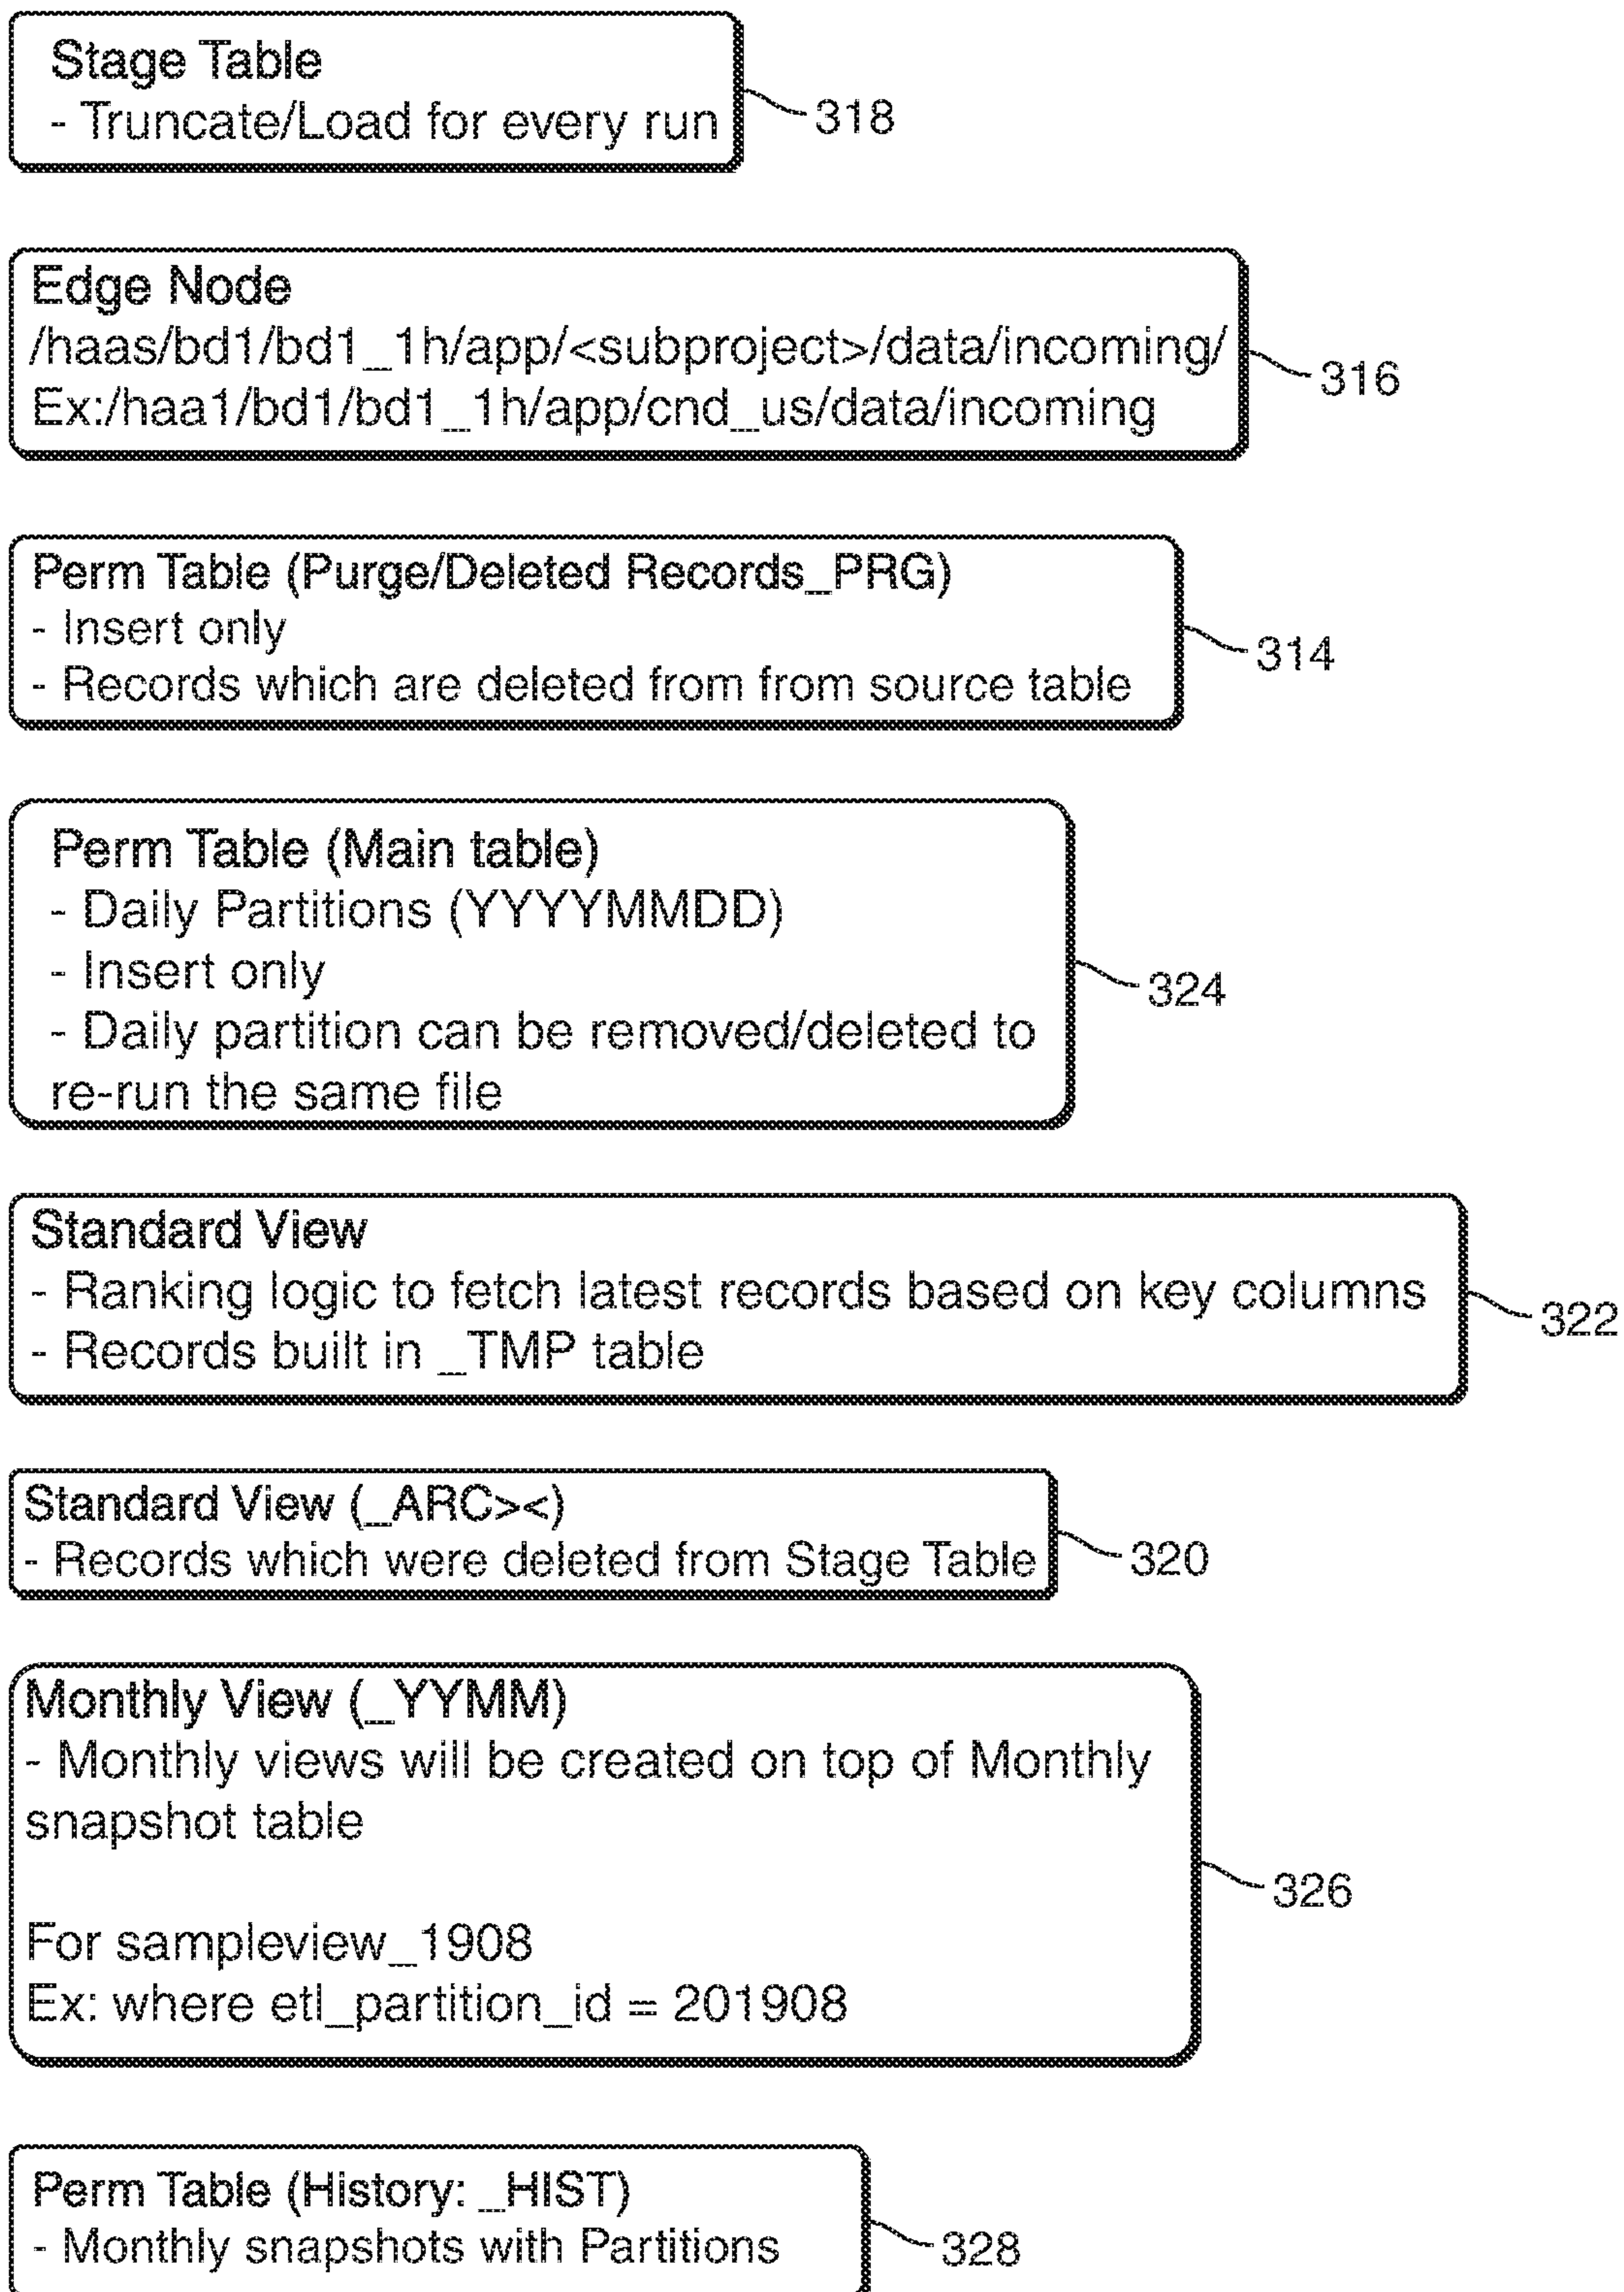 Stage Table
- Truncate/Load for every run
318
Edge Node
/haas/bd1/bd1_1h/app/<subproject>/data/incoming/
Ex:/haa1/bd1/bd1_1h/app/cnd_us/data/incoming
316
Perm Table (Purge/Deleted Records_PRG)
- Insert only
- Records which are deleted from from source table
314
Perm Table (Main table)
- Daily Partitions (YYYYMMDD)
- Insert only
- Daily partition can be removed/deleted to
re-run the same file
324
Standard View
- Ranking logic to fetch latest records based on key columns
- Records built in _TMP table
322
Standard View (_ARC><)
- Records which were deleted from Stage Table
320
Monthly View (_YYMM)
- Monthly views will be created on top of Monthly
snapshot table
For sampleview_1908
Ex: where etl_partition_id = 201908
326
Perm Table (History: _HIST)
- Monthly snapshots with Partitions
328